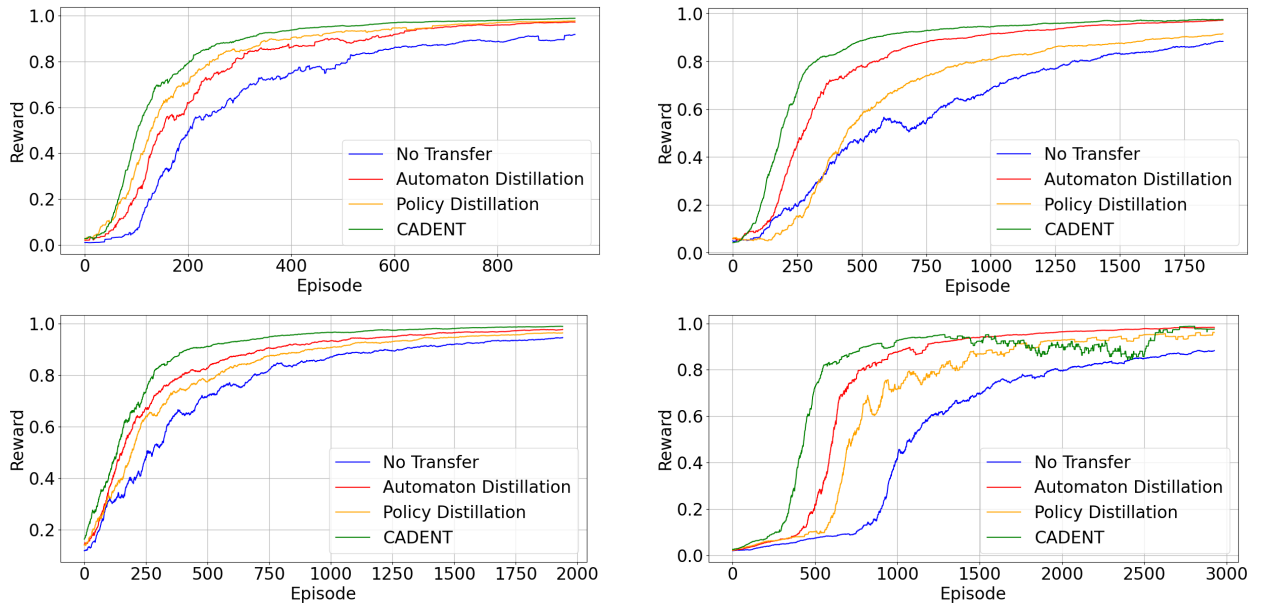 1.0
0.8
0.6
0.4
0.2
0.0
Reward
0 200 400 600 800
Episode
No Transfer
Automaton Distillation
Policy Distillation
CADENT
1.0
0.8
0.6
0.4
0.2
0.0
Reward
0 250 500 750 1000 1250 1500 1750
Episode
No Transfer
Automaton Distillation
Policy Distillation
CADENT
1.0
0.8
0.6
0.4
0.2
Reward
0 250 500 750 1000 1250 1500 1750 2000
Episode
No Transfer
Automaton Distillation
Policy Distillation
CADENT
1.0
0.8
0.6
0.4
0.2
0.0
Reward
0 500 1000 1500 2000 2500 3000
Episode
No Transfer
Automaton Distillation
Policy Distillation
CADENT